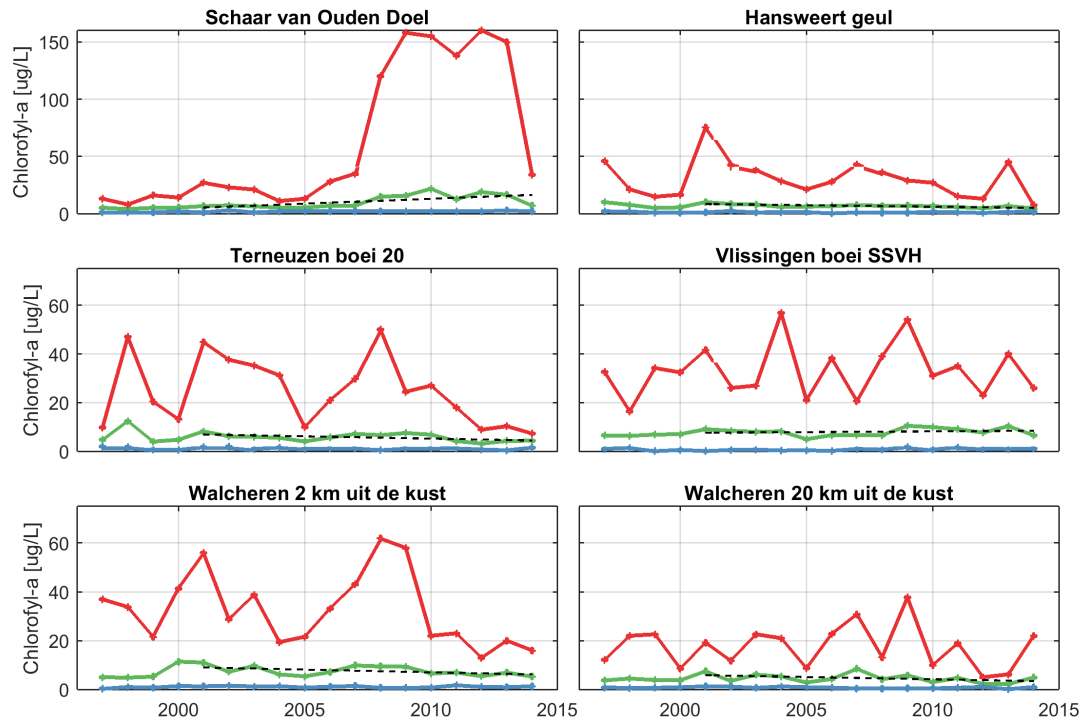 Schaar van Ouden Doel
Hansweert geul
Chlorofyl-a [ug/L]
150
100
50
0
Terneuzen boei 20
Vlissingen boei SSVH
Chlorofyl-a [ug/L]
60
40
20
0
Walcheren 2 km uit de kust
Walcheren 20 km uit de kust
Chlorofyl-a [ug/L]
60
40
20
0
2000 2005 2010 2015
2000 2005 2010 2015